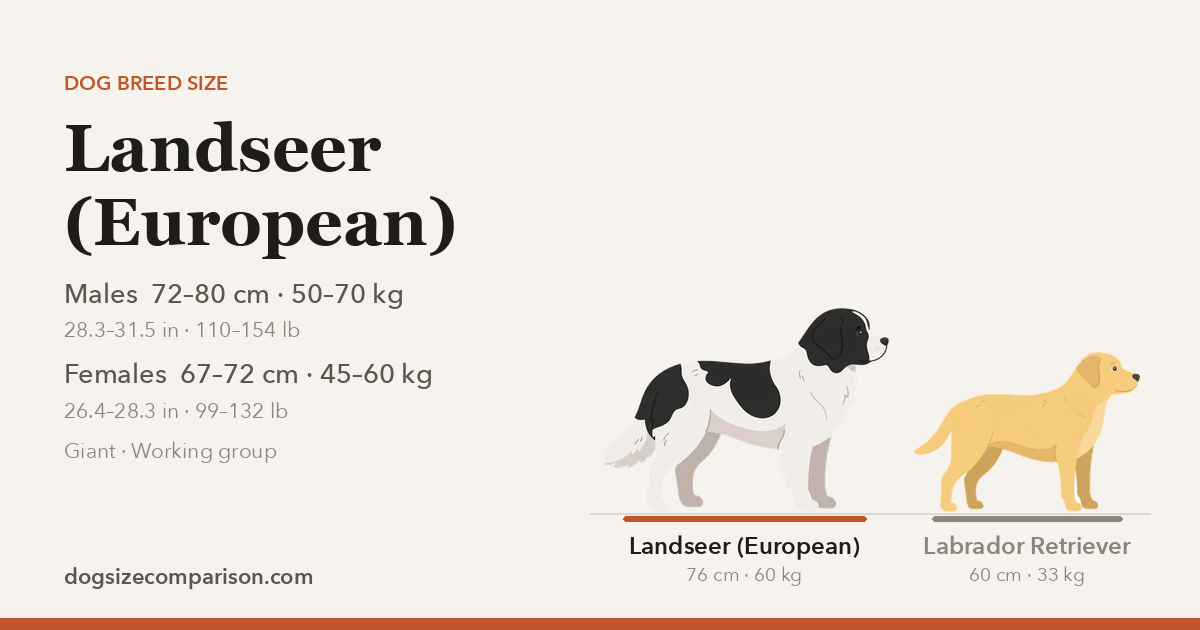 DOG BREED SIZE
Landseer
(European)
Males 72–80 cm · 50–70 kg
28.3–31.5 in · 110–154 lb
Females 67–72 cm · 45–60 kg
26.4–28.3 in · 99–132 lb
Giant · Working group
Landseer (European)
76 cm · 60 kg
Labrador Retriever
60 cm · 33 kg
dogsizecomparison.com